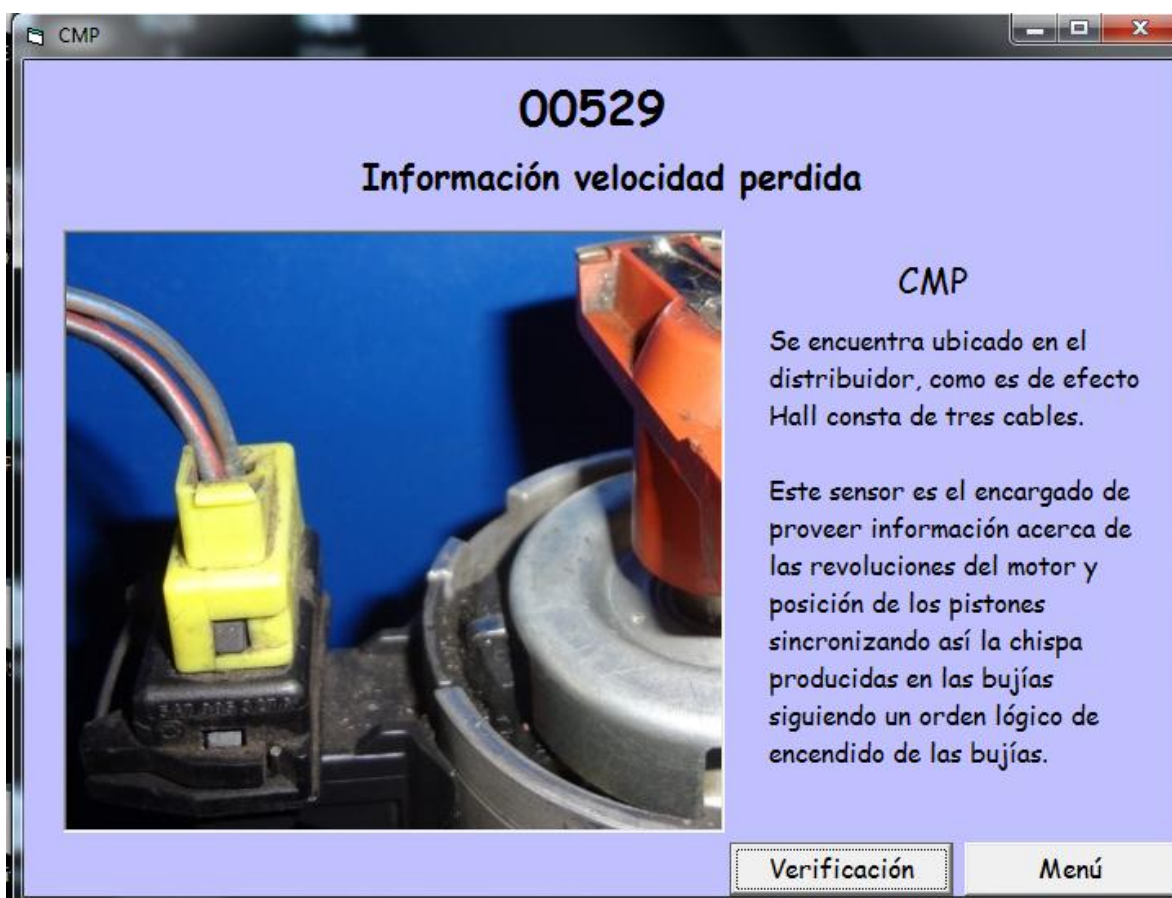 CMP
00529
Información velocidad perdida
CMP
Se encuentra ubicado en el
distribuidor, como es de efecto
Hall consta de tres cables.
Este sensor es el encargado de
proveer información acerca de
las revoluciones del motor y
posición de los pistones
sincronizando así la chispa
producidas en las bujías
siguiendo un orden lógico de
encendido de las bujías.
Verificación
Menú